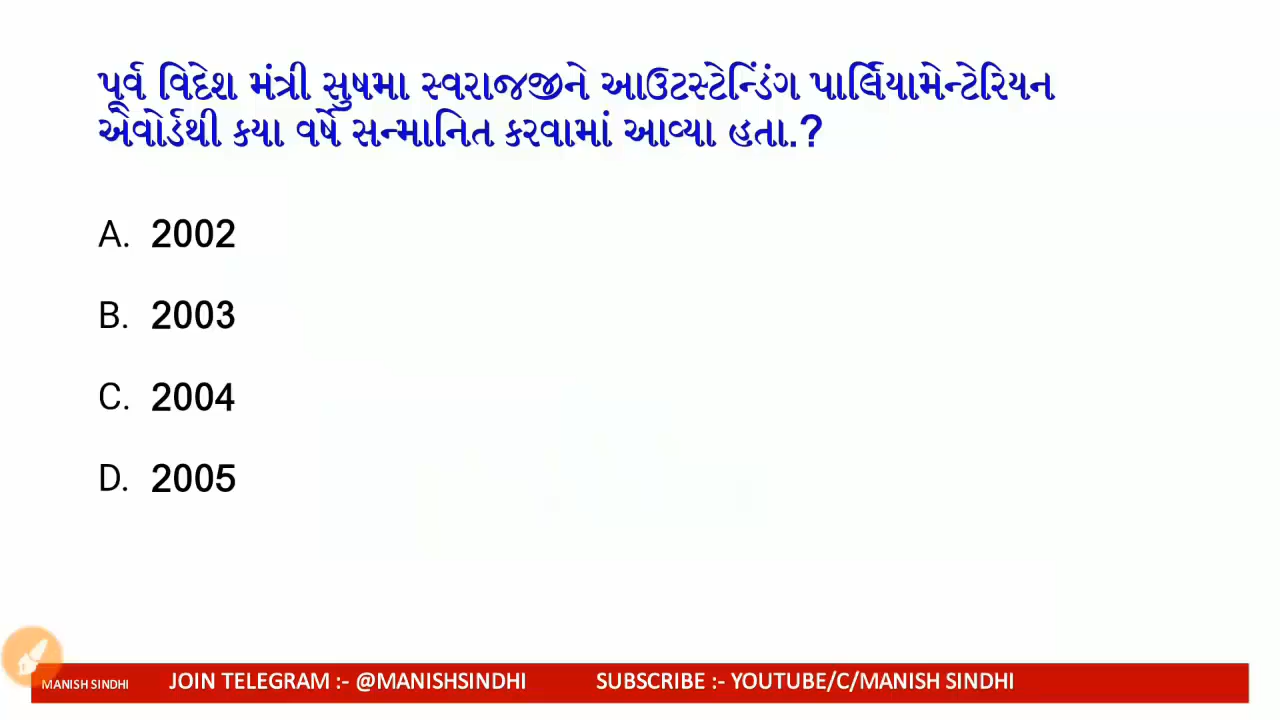 પૂર્વ વિદેશ મંત્રી સુષમા સ્વરાજજીને આઉટસ્ટેન્ડિંગ પાર્લિયામેન્ટેરિયન
એવોર્ડથી કયા વર્ષે સન્માનિત કરવામાં આવ્યા હતા.?
A. 2002
B. 2003
C. 2004
D. 2005
MANISH SINDHI JOIN TELEGRAM :- @MANISHSINDHI SUBSCRIBE :- YOUTUBE/C/MANISH SINDHI